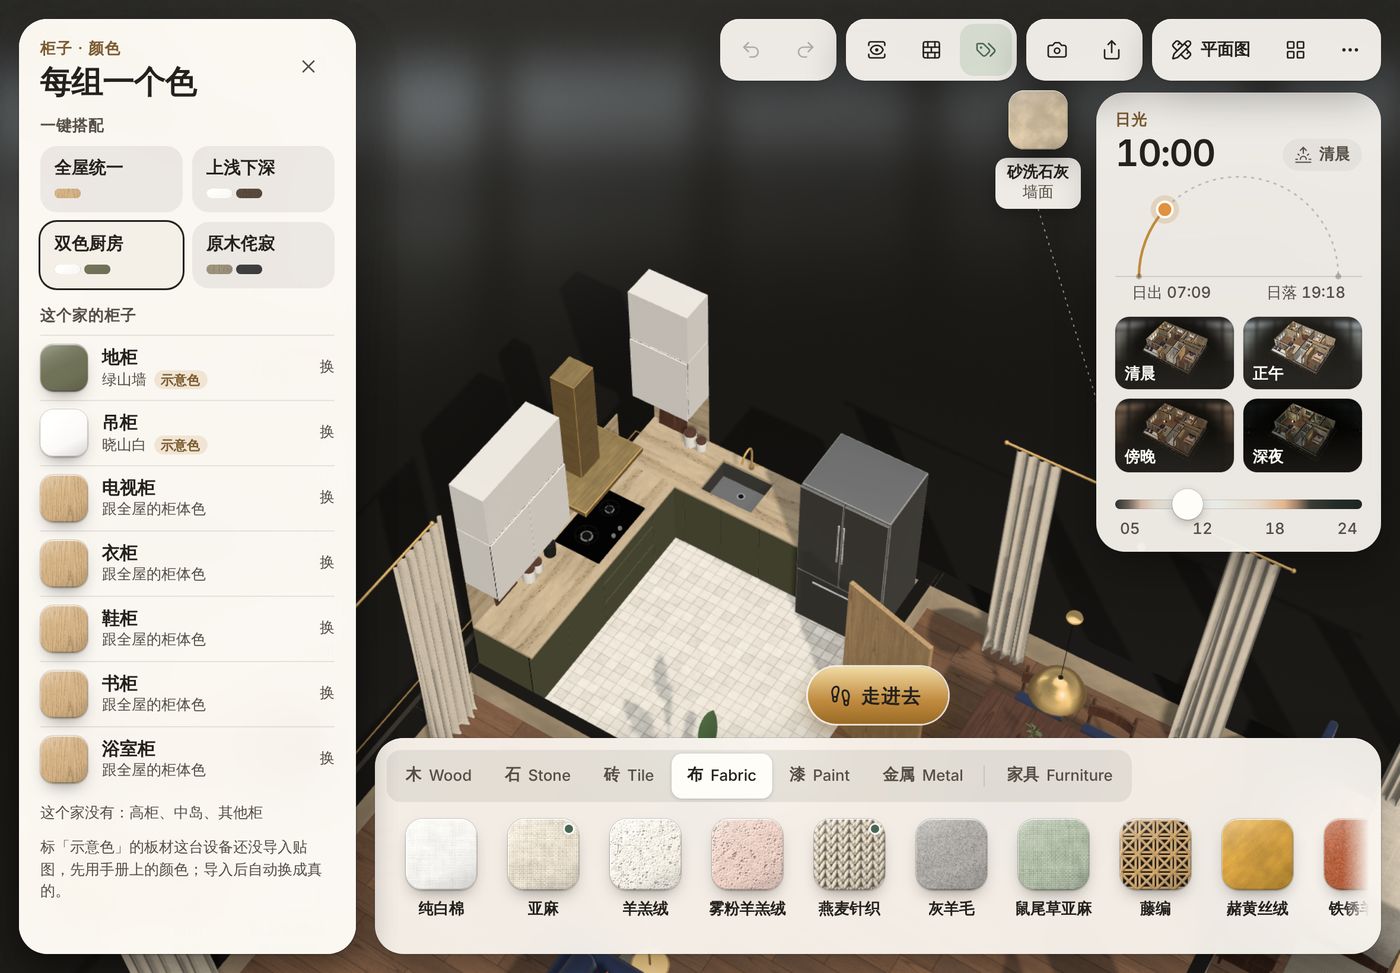 柜子 · 颜色
每组一个色
一键搭配
全屋统一
上浅下深
双色厨房
原木侘寂
这个家的柜子
地柜
绿山墙 示意色
换
吊柜
晓山白 示意色
换
电视柜
跟全屋的柜体色
换
衣柜
跟全屋的柜体色
换
鞋柜
跟全屋的柜体色
换
书柜
跟全屋的柜体色
换
浴室柜
跟全屋的柜体色
换
这个家没有：高柜、中岛、其他柜
标「示意色」的板材这台设备还没导入贴
图，先用手册上的颜色；导入后自动换成真
的。
平面图
砂洗石灰
墙面
日光
10:00
清晨
日出 07:09
日落 19:18
清晨
正午
傍晚
深夜
05 12 18 24
走进去
木 Wood
石 Stone
砖 Tile
布 Fabric
漆 Paint
金属 Metal
家具 Furniture
纯白棉
亚麻
羊羔绒
雾粉羊羔绒
燕麦针织
灰羊毛
鼠尾草亚麻
藤编
赭黄丝绒
铁锈